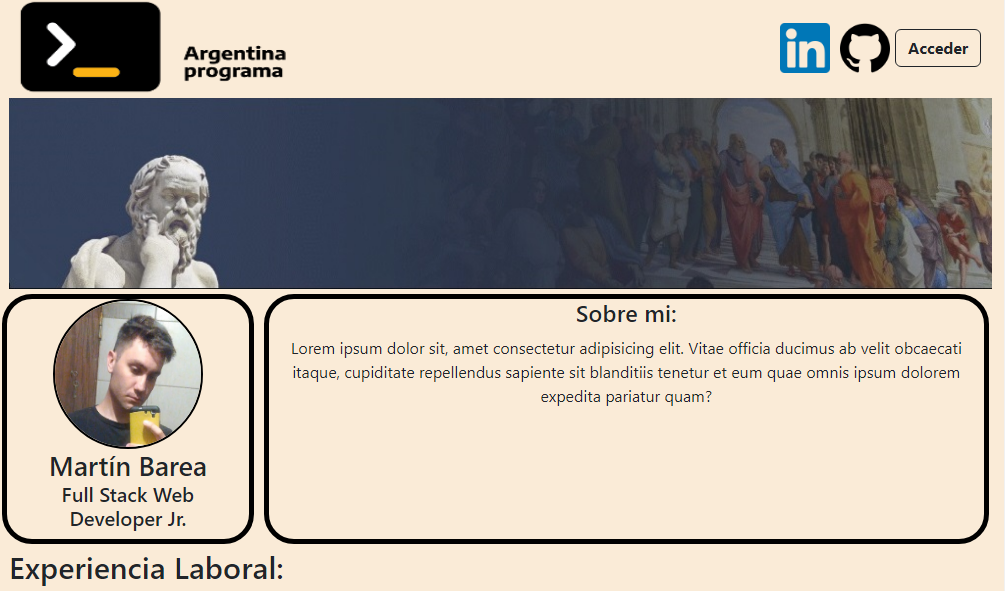 Argentina
programa
Acceder
Sobre mi:
Lorem ipsum dolor sit, amet consectetur adipisicing elit. Vitae officia ducimus ab velit obcaecati
itaque, cupiditate repellendus sapiente sit blanditiis tenetur et eum quae omnis ipsum dolorem
expedita pariatur quam?
Martín Barea
Full Stack Web
Developer Jr.
Experiencia Laboral: